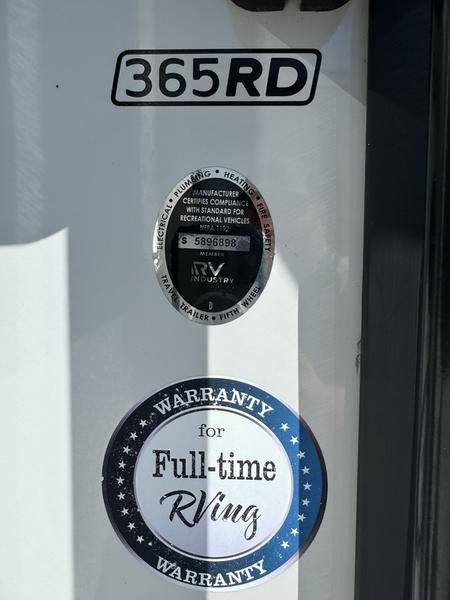 365RD
ELECTRICAL • PLUMBING • HEATING • FIRE SAFETY
MANUFACTURER
CERTIFIES COMPLIANCE
WITH STANDARD FOR
RECREATIONAL VEHICLES
NFPA 1192
S 5896898
MEMBER
RV
INDUSTRY
D
TRAVEL TRAILER • FIFTH WHEEL
WARRANTY
for
Full-time
RVing
WARRANTY